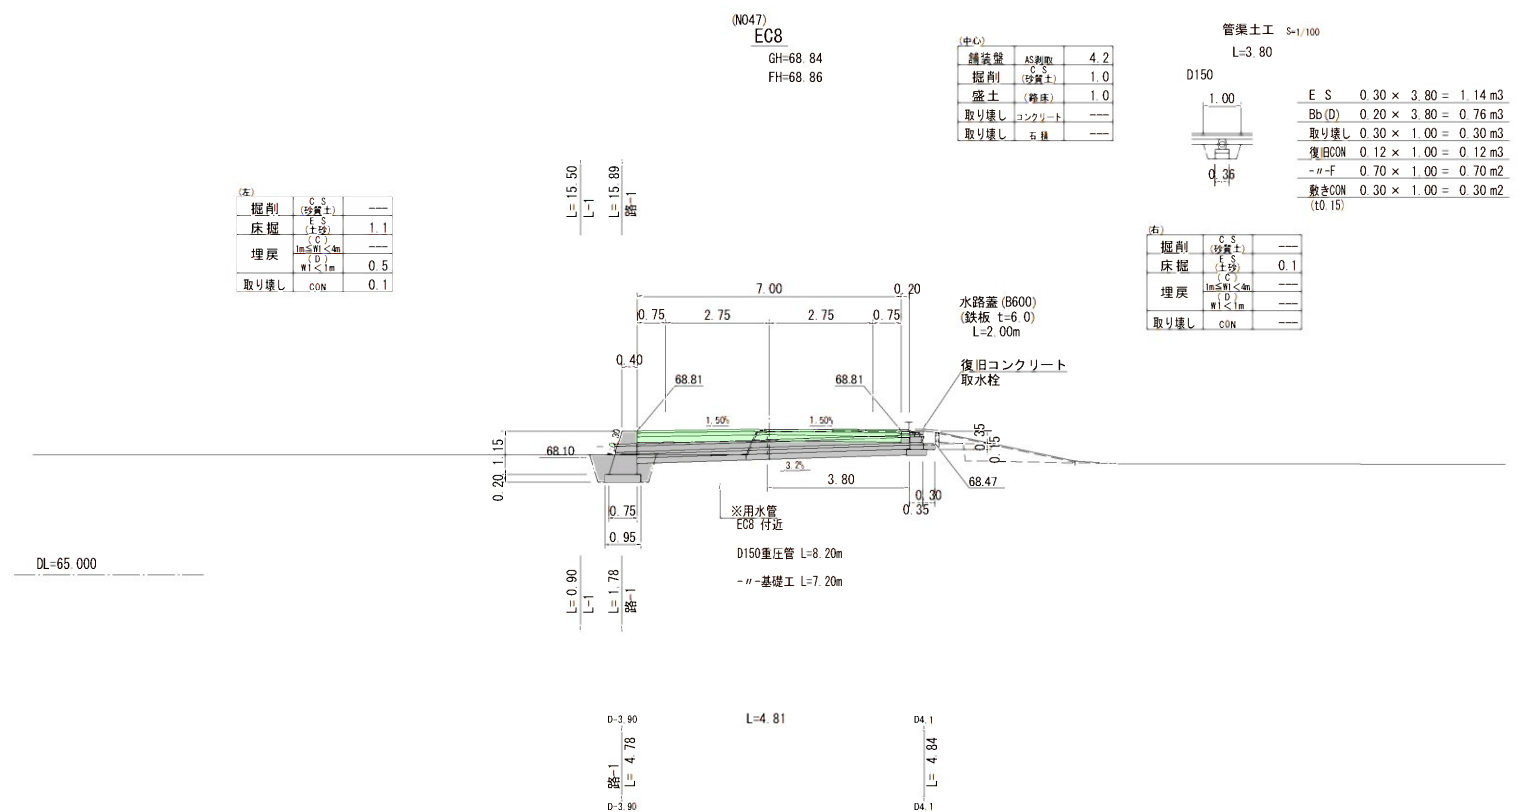 (NO47)
EC8
GH=68.84
FH=68.86
(中心)
舗装盤 AS剥取 4.2
掘削 CS (砂質土) 1.0
盛土 (路床) 1.0
取り壊し コンクリート ---
取り壊し 石積 ---
管渠土工 S=1/100
L=3.80
D150
1.00
0.36
E S 0.30 × 3.80 = 1.14 m3
Bb(D) 0.20 × 3.80 = 0.76 m3
取り壊し 0.30 × 1.00 = 0.30 m3
復旧CON 0.12 × 1.00 = 0.12 m3
-〃-F 0.70 × 1.00 = 0.70 m2
敷きCON 0.30 × 1.00 = 0.30 m2
(t0.15)
(左)
掘削 CS (砂質土) ---
床掘 ES (土砂) 1.1
埋戻 (C) 1m≦W1<4m ---
(D) W1<1m 0.5
取り壊し CON 0.1
L=15.50
L-1
L=15.89
路-1
(右)
掘削 CS (砂質土) ---
床掘 ES (土砂) 0.1
埋戻 (C) 1m≦W1<4m ---
(D) W1<1m ---
取り壊し CON ---
7.00 0.20
0.75 2.75 2.75 0.75
0.40
水路蓋(B600)
(鉄板 t=6.0)
L=2.00m
復旧コンクリート
取水栓
68.81 68.81
1.50% 1.50%
0.30
1.15
0.20
68.10
0.35
0.15
3.2%
3.80
68.47
0.30
0.35
0.75
0.95
※用水管
EC8 付近
D150重圧管 L=8.20m
-〃-基礎工 L=7.20m
DL=65.000
L=0.90
L-1
L=1.78
路-1
D-3.90 L=4.81 D4.1
路-1
L= 4.78
L= 4.84
D-3.90 D4.1